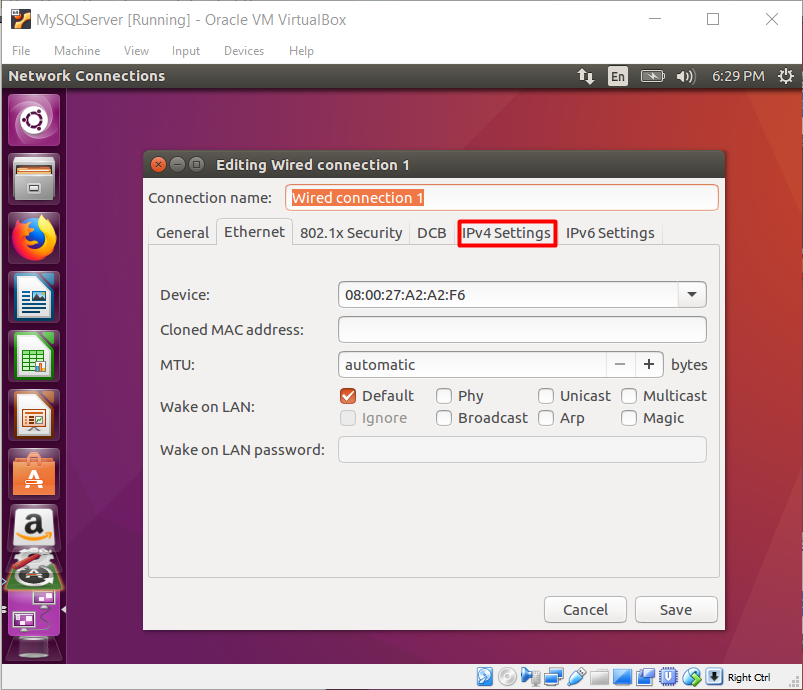 MySQLServer [Running] - Oracle VM VirtualBox
File Machine View Input Devices Help
Network Connections En 6:29 PM
Editing Wired connection 1
Connection name: Wired connection 1
General Ethernet 802.1x Security DCB IPv4 Settings IPv6 Settings
Device: 08:00:27:A2:A2:F6
Cloned MAC address:
MTU: automatic − + bytes
Wake on LAN: Default Phy Unicast Multicast
Ignore Broadcast Arp Magic
Wake on LAN password:
Cancel Save
Right Ctrl